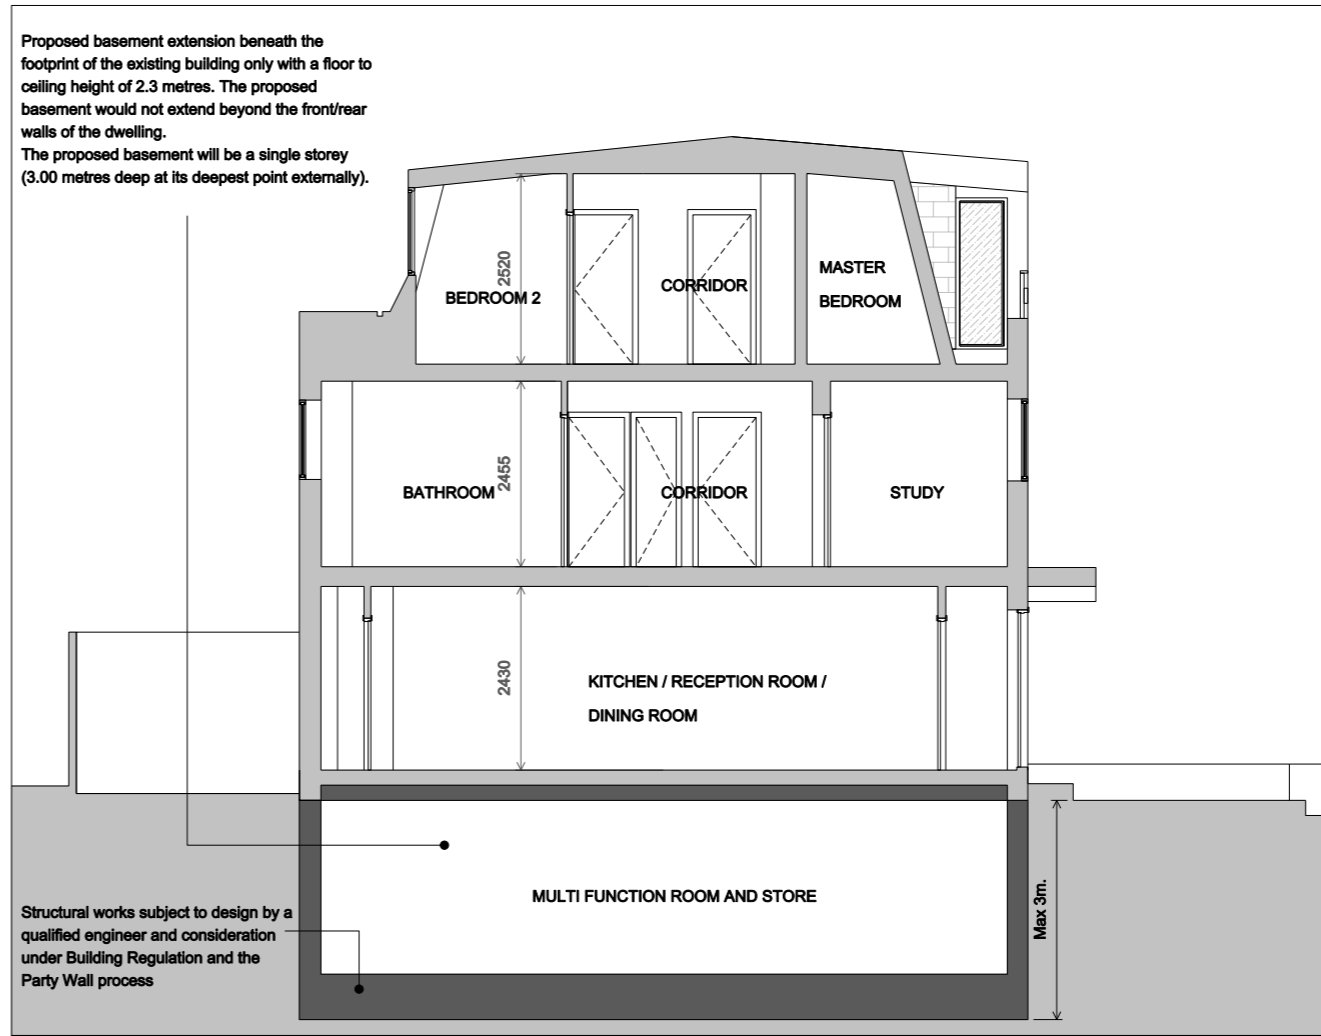 Proposed basement extension beneath the
footprint of the existing building only with a floor to
ceiling height of 2.3 metres. The proposed
basement would not extend beyond the front/rear
walls of the dwelling.
The proposed basement will be a single storey
(3.00 metres deep at its deepest point externally).
2520
BEDROOM 2
CORRIDOR
MASTER
BEDROOM
2455
BATHROOM
CORRIDOR
STUDY
2430
KITCHEN / RECEPTION ROOM /
DINING ROOM
MULTI FUNCTION ROOM AND STORE
Max 3m.
Structural works subject to design by a
qualified engineer and consideration
under Building Regulation and the
Party Wall process